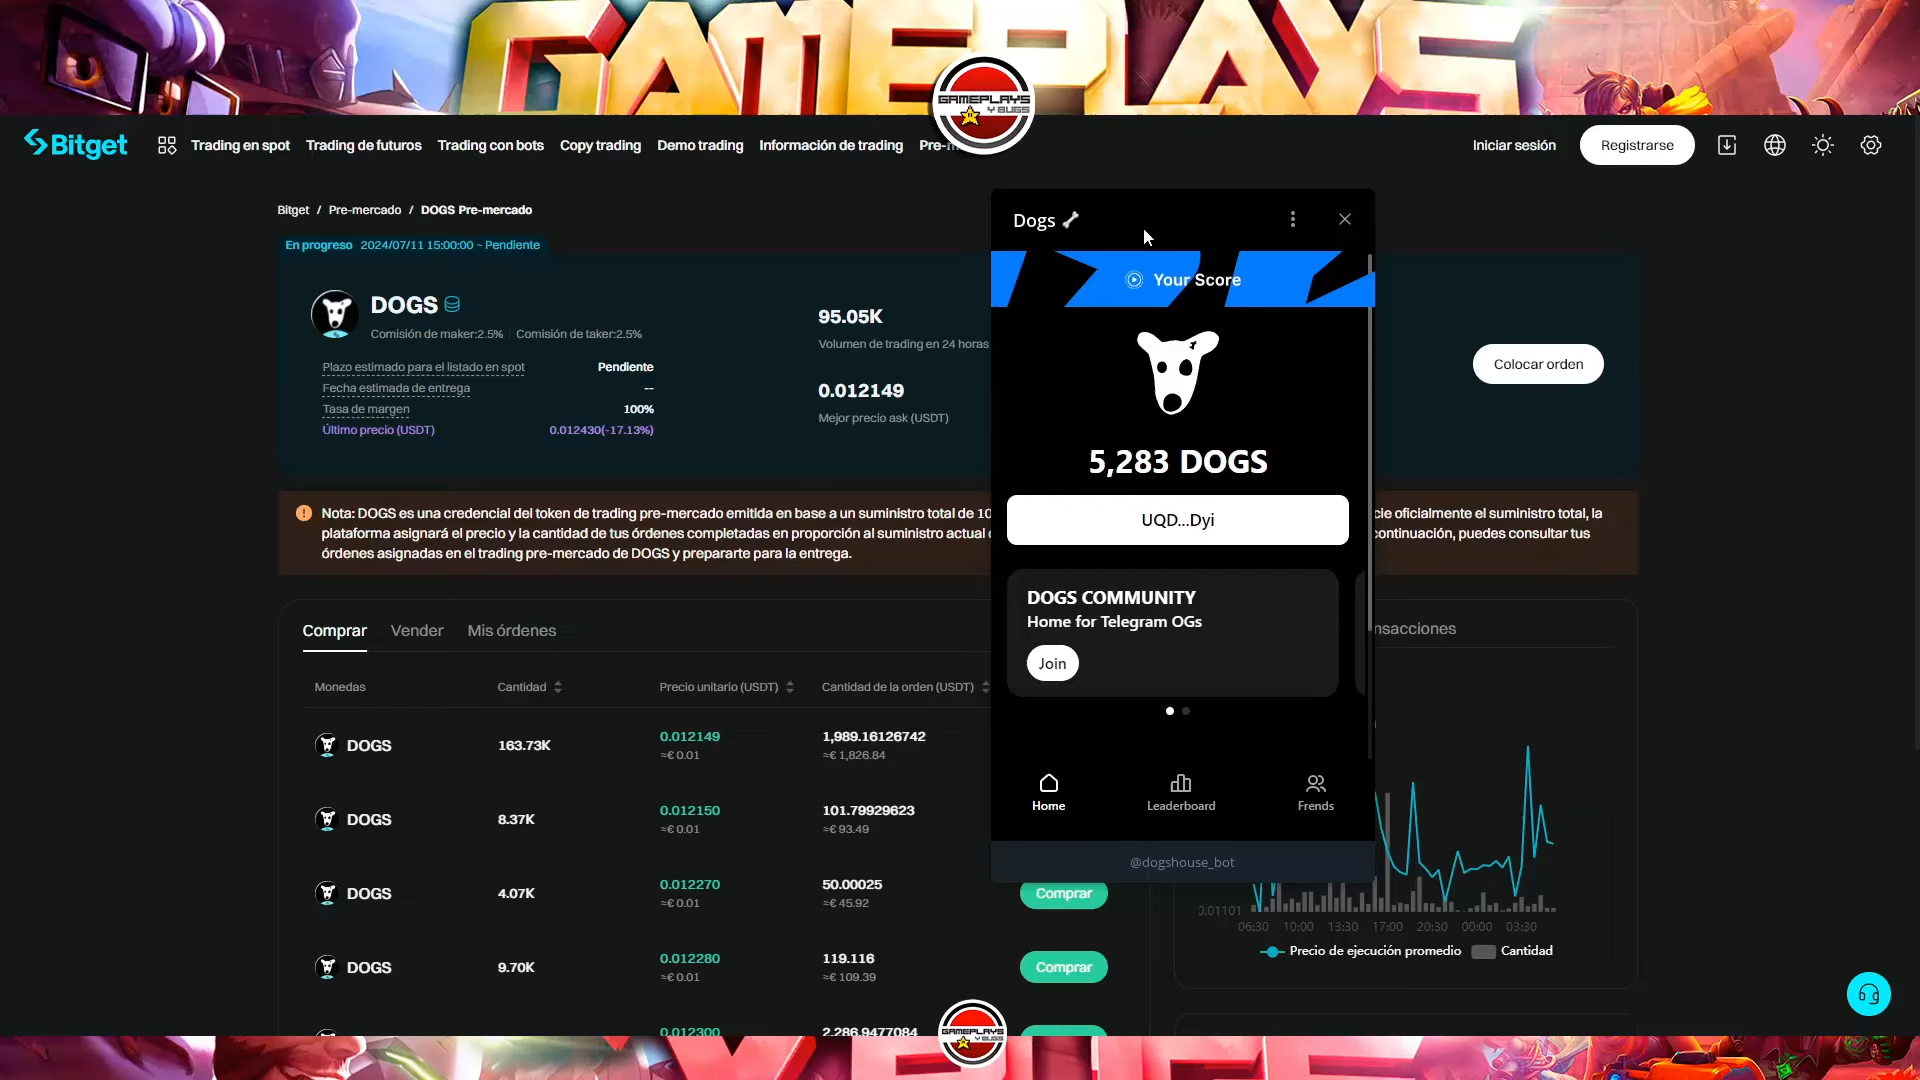 GAMEPLAYS
GAMEPLAYS
Y BUGS
Bitget
Trading en spot
Trading de futuros
Trading con bots
Copy trading
Demo trading
Información de trading
Iniciar sesión
Registrarse
Bitget / Pre-mercado / DOGS Pre-mercado
En progreso 2024/07/11 15:00:00 ~ Pendiente
DOGS
Comisión de maker:2.5% Comisión de taker:2.5%
Plazo estimado para el listado en spot Pendiente
Fecha estimada de entrega --
Tasa de margen 100%
Último precio (USDT) 0.012430(-17.13%)
95.05K
Volumen de trading en 24 horas
0.012149
Mejor precio ask (USDT)
Colocar orden
Nota: DOGS es una credencial del token de trading pre-mercado emitida en base a un suministro total de 10
oficialmente el suministro total, la
plataforma asignará el precio y la cantidad de tus órdenes completadas en proporción al suministro actual
continuación, puedes consultar tus
órdenes asignadas en el trading pre-mercado de DOGS y prepararte para la entrega.
Comprar Vender Mis órdenes
Monedas Cantidad Precio unitario (USDT) Cantidad de la orden (USDT)
DOGS 163.73K 0.012149 1,989.16126742
≈€ 0.01 ≈€ 1,826.84
DOGS 8.37K 0.012150 101.79929623
≈€ 0.01 ≈€ 93.49
DOGS 4.07K 0.012270 50.00025 Comprar
≈€ 0.01 ≈€ 45.92
DOGS 9.70K 0.012280 119.116 Comprar
≈€ 0.01 ≈€ 109.39
0.012300 2,286.9477084
Dogs
Your Score
5,283 DOGS
UQD...Dyi
DOGS COMMUNITY
Home for Telegram OGs
Join
Home Leaderboard Frends
@dogshouse_bot
06:30 10:00 13:30 17:00 20:30 00:00 03:30
Precio de ejecución promedio Cantidad
GAMEPLAYS
Y BUGS